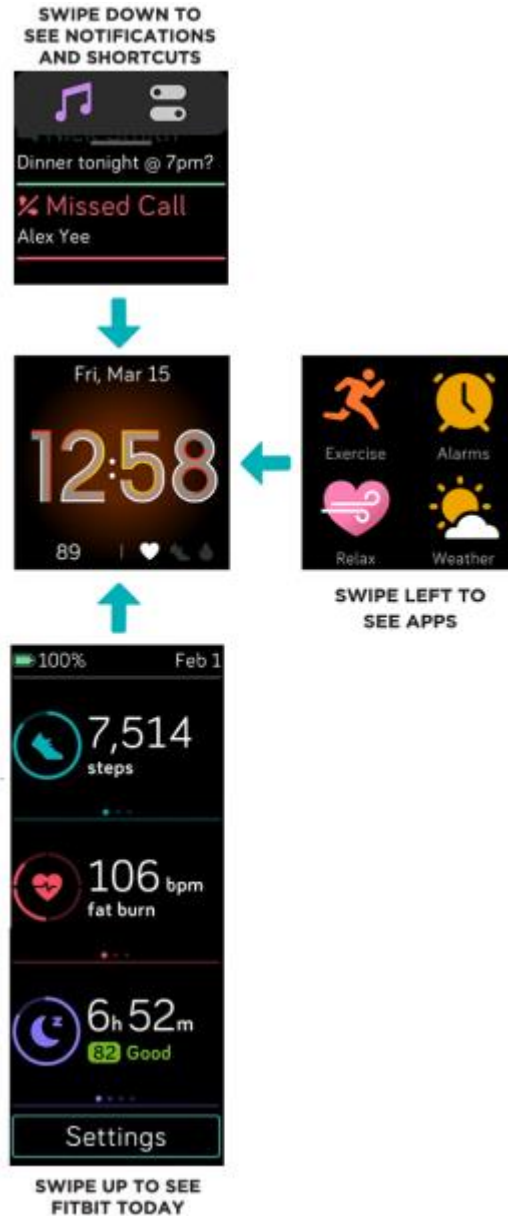 SWIPE DOWN TO
SEE NOTIFICATIONS
AND SHORTCUTS
Dinner tonight @ 7pm?
Missed Call
Alex Yee
Fri, Mar 15
12:58
89
Exercise Alarms
Relax Weather
SWIPE LEFT TO
SEE APPS
100% Feb 1
7,514
steps
106 bpm
fat burn
6h 52m
82 Good
Settings
SWIPE UP TO SEE
FITBIT TODAY